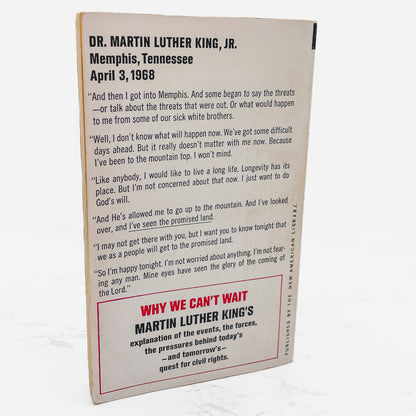 DR. MARTIN LUTHER KING, JR.
Memphis, Tennessee
April 3, 1968
"And then I got into Memphis. And some began to say the threats
—or talk about the threats that were out. Or what would happen
to me from some of our sick white brothers.
"Well, I don't know what will happen now. We've got some difficult
days ahead. But it really doesn't matter with me now. Because
I've been to the mountain top. I won't mind.
"Like anybody, I would like to live a long life. Longevity has its
place. But I'm not concerned about that now. I just want to do
God's will.
"And He's allowed me to go up to the mountain. And I've looked
over, and I've seen the promised land.
"I may not get there with you, but I want you to know tonight that
we as a people will get to the promised land.
"So I'm happy tonight. I'm not worried about anything. I'm not fear-
ing any man. Mine eyes have seen the glory of the coming of
the Lord."
WHY WE CAN'T WAIT
MARTIN LUTHER KING'S
explanation of the events, the forces,
the pressures behind today's
—and tomorrow's—
quest for civil rights.
PUBLISHED BY THE NEW AMERICAN LIBRARY